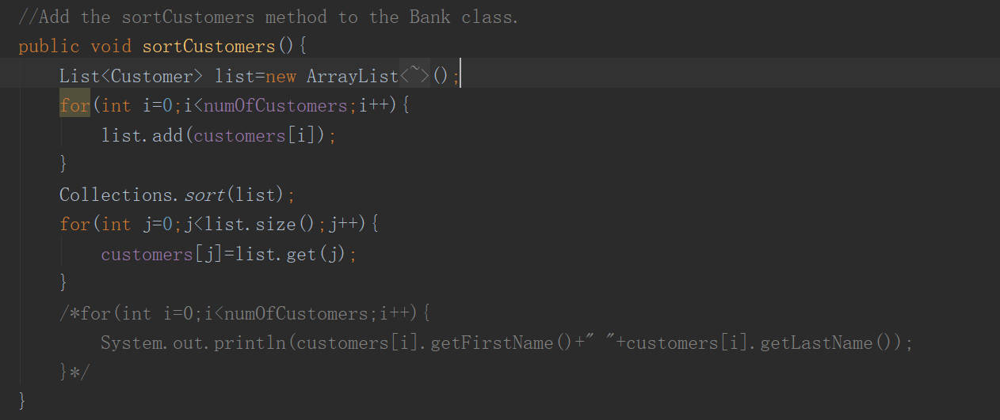 //Add the sortCustomers method to the Bank class.
public void sortCustomers(){
List<Customer> list=new ArrayList<~>();
for(int i=0;i<numOfCustomers;i++){
list.add(customers[i]);
}
Collections.sort(list);
for(int j=0;j<list.size();j++){
customers[j]=list.get(j);
}
/*for(int i=0;i<numOfCustomers;i++){
System.out.println(customers[i].getFirstName()+" "+customers[i].getLastName());
}*/
}